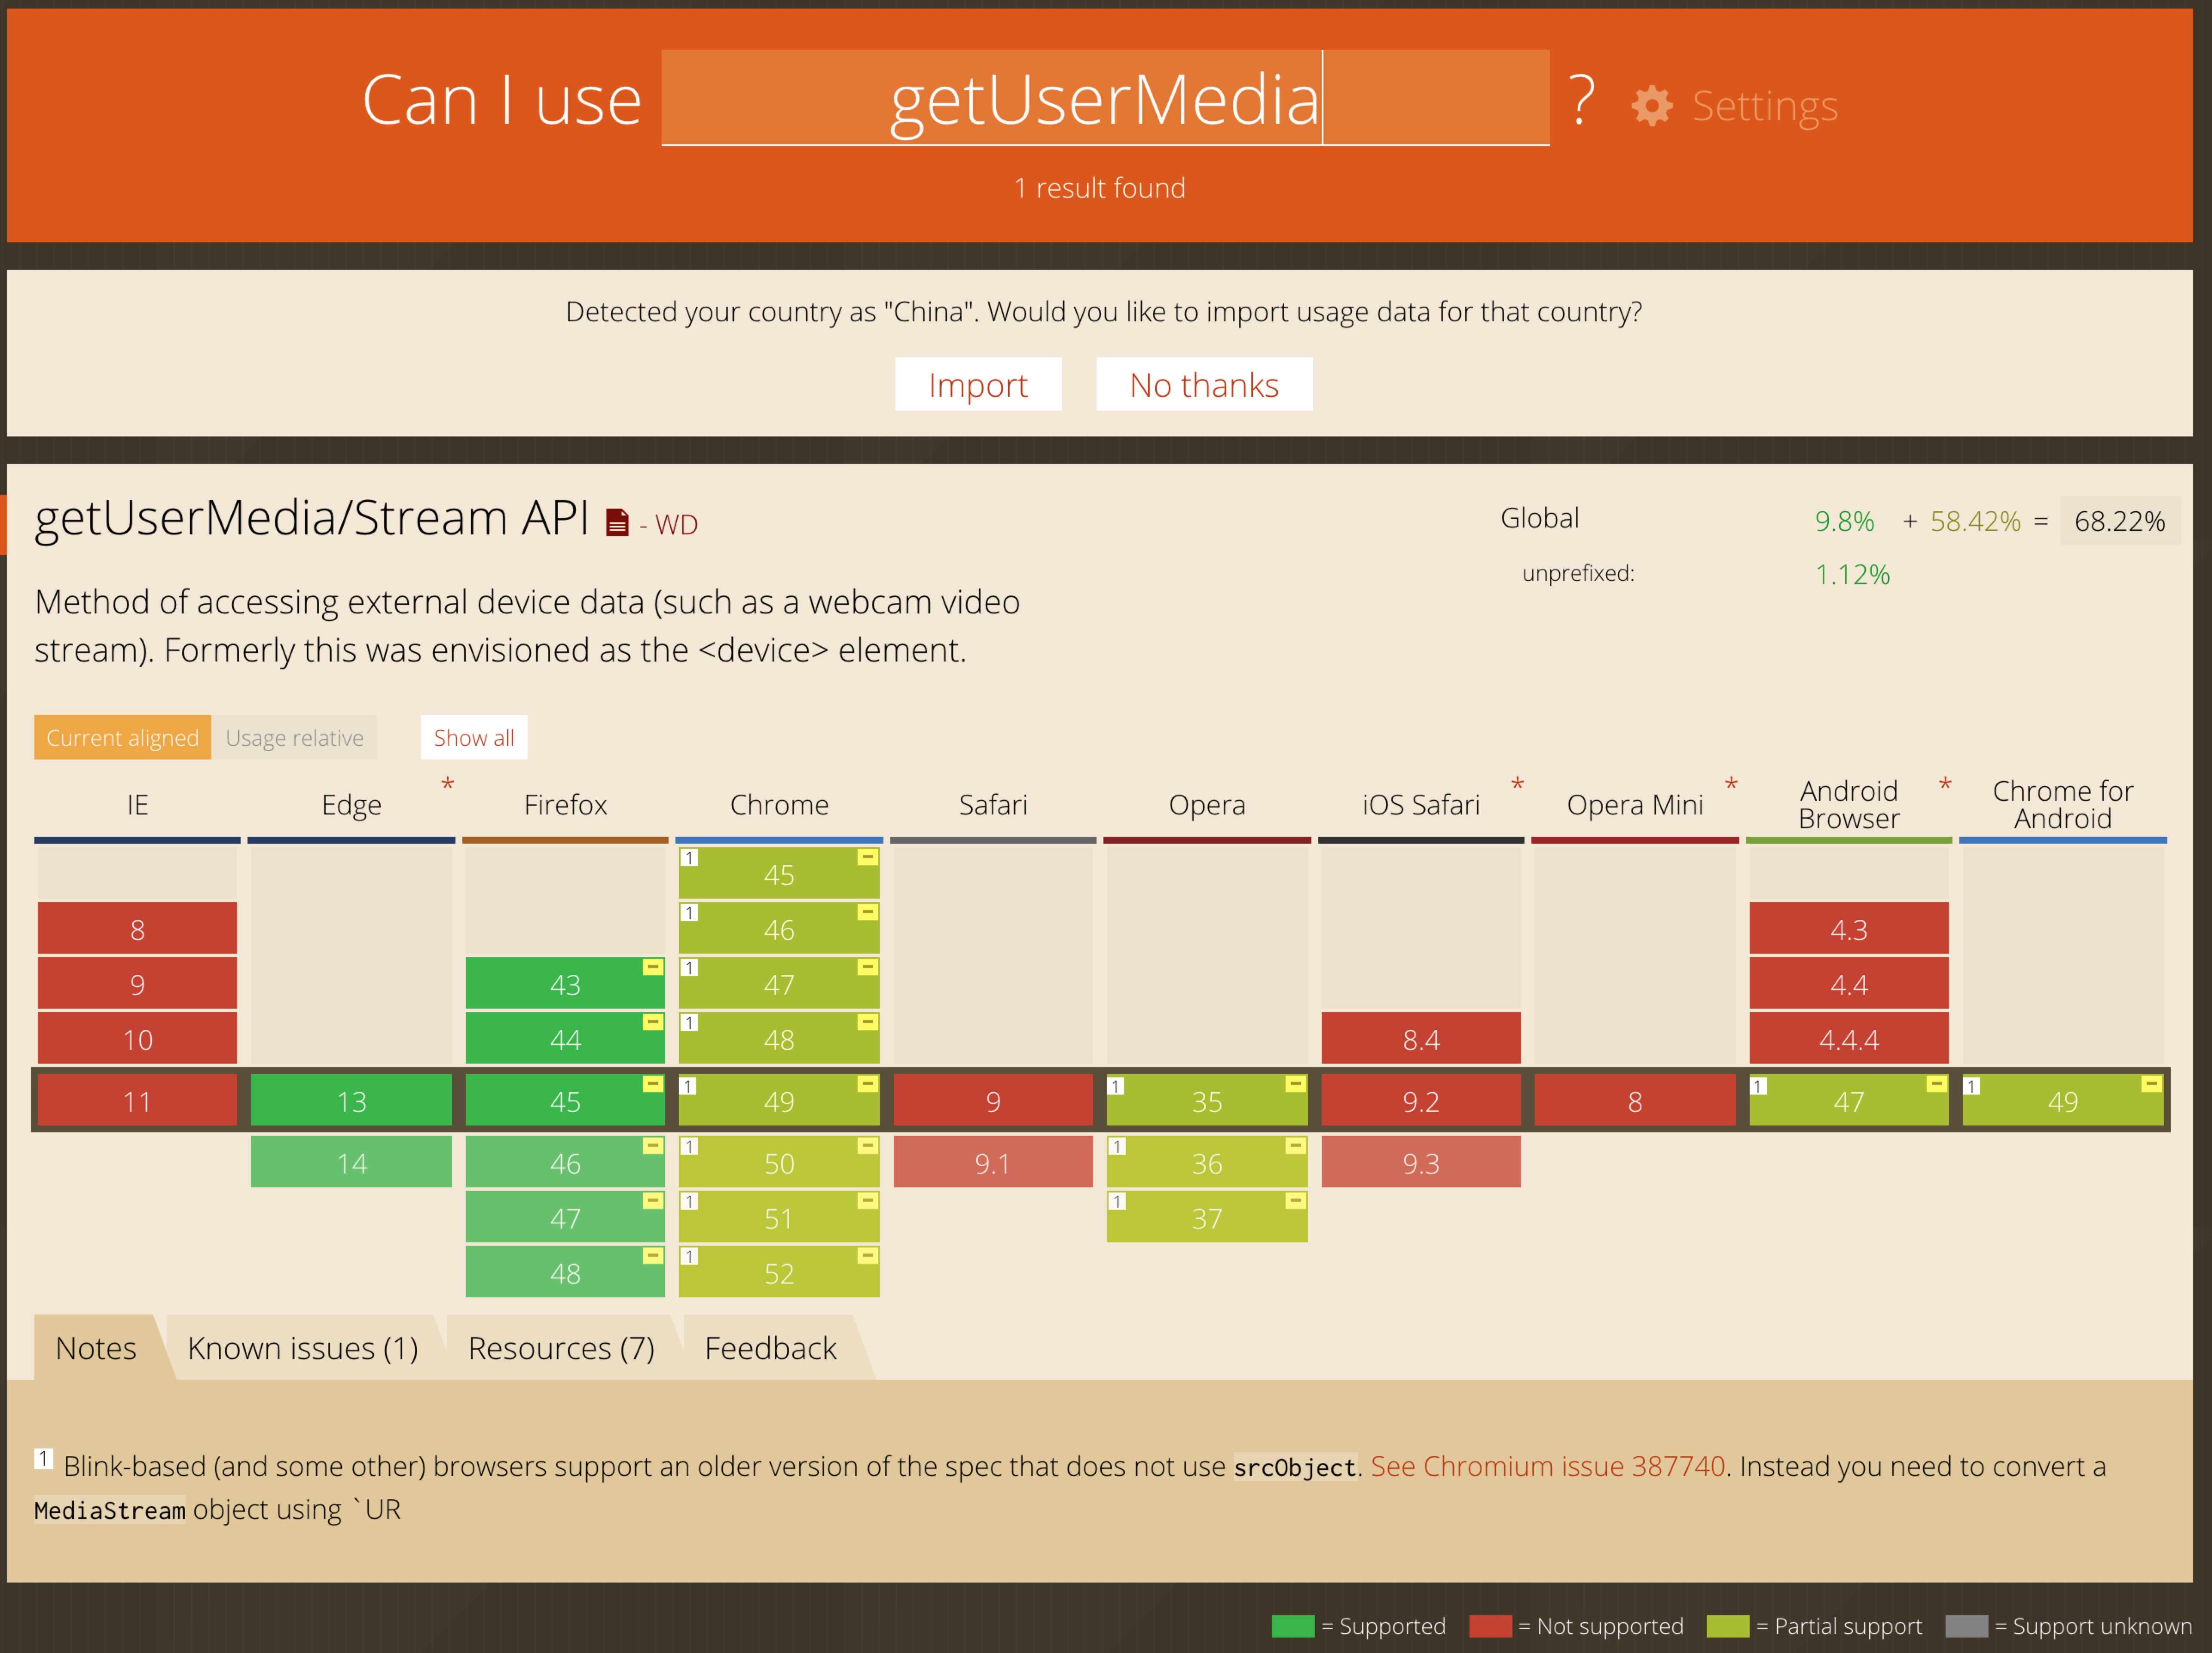 Can I use getUserMedia ? Settings
1 result found
Detected your country as "China". Would you like to import usage data for that country?
Import No thanks
getUserMedia/Stream API - WD
Global 9.8% + 58.42% = 68.22%
unprefixed: 1.12%
Method of accessing external device data (such as a webcam video
stream). Formerly this was envisioned as the <device> element.
Current aligned Usage relative Show all
IE Edge * Firefox Chrome Safari Opera iOS Safari * Opera Mini * Android Browser * Chrome for Android
1 45 -
8 1 46 - 4.3
9 43 - 1 47 - 4.4
10 44 - 1 48 - 8.4 4.4.4
11 13 45 - 1 49 - 9 1 35 - 9.2 8 1 47 - 1 49 -
14 46 - 1 50 - 9.1 1 36 - 9.3
47 - 1 51 - 1 37 -
48 - 1 52 -
Notes Known issues (1) Resources (7) Feedback
1 Blink-based (and some other) browsers support an older version of the spec that does not use srcObject. See Chromium issue 387740. Instead you need to convert a
MediaStream object using `UR
= Supported = Not supported = Partial support = Support unknown